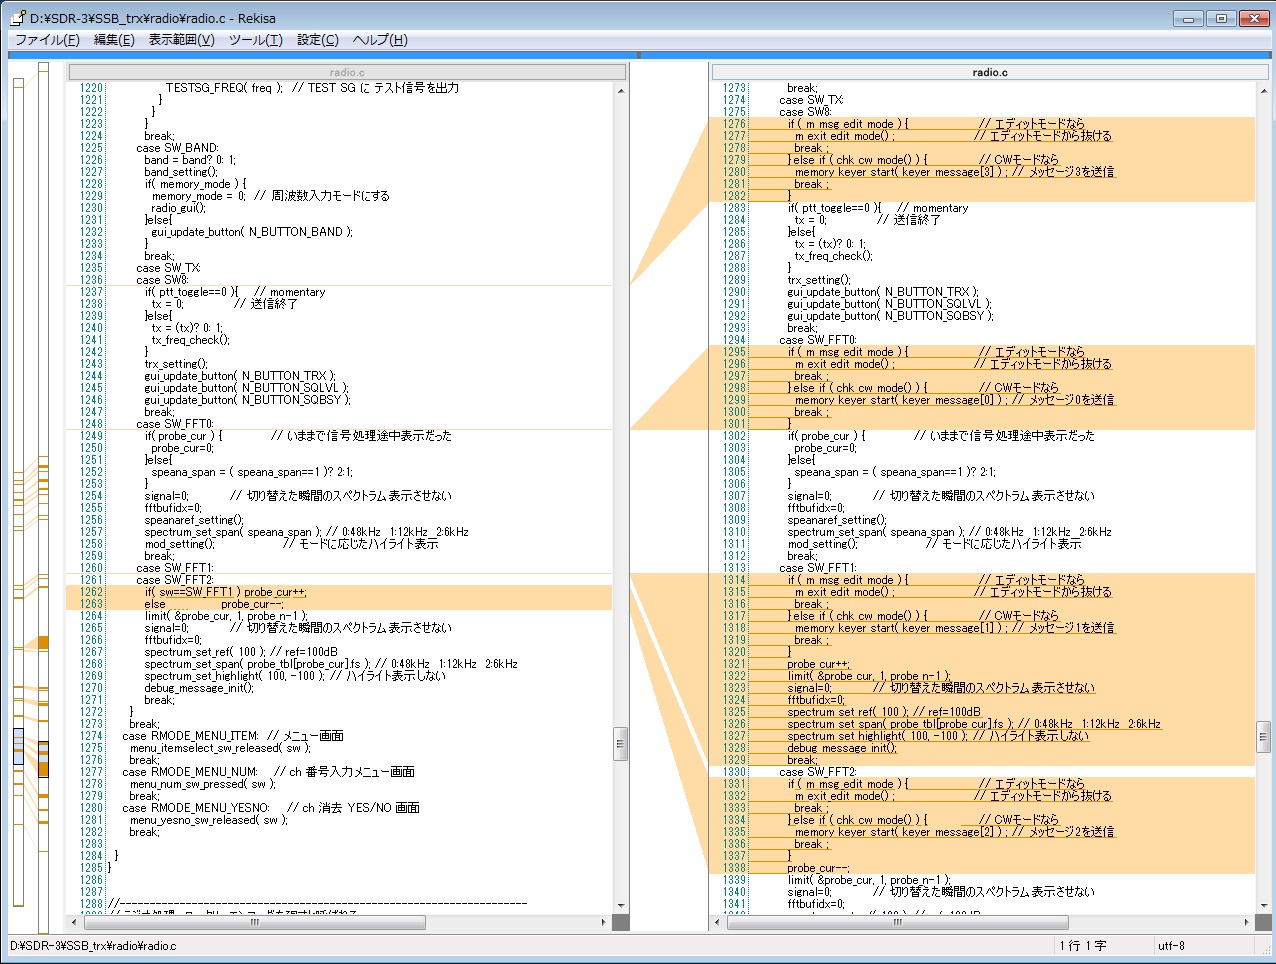 D:¥SDR-3¥SSB_trx¥radio¥radio.c - Rekisa
ファイル(F) 編集(E) 表示範囲(V) ツール(T) 設定(C) ヘルプ(H)
radio.c
1220 TESTSG_FREQ( freq ); // TEST SG に テスト信号を出力
1221 }
1222 }
1223 }
1224 break;
1225 case SW_BAND:
1226 band = band? 0: 1;
1227 band_setting();
1228 if( memory_mode ) {
1229 memory_mode = 0; // 周波数入力モードにする
1230 radio_gui();
1231 }else{
1232 gui_update_button( N_BUTTON_BAND );
1233 }
1234 break;
1235 case SW_TX:
1236 case SW8:
1237 if( ptt_toggle==0 ){ // momentary
1238 tx = 0; // 送信終了
1239 }else{
1240 tx = (tx)? 0: 1;
1241 tx_freq_check();
1242 }
1243 trx_setting();
1244 gui_update_button( N_BUTTON_TRX );
1245 gui_update_button( N_BUTTON_SQLVL );
1246 gui_update_button( N_BUTTON_SQBSY );
1247 break;
1248 case SW_FFT0:
1249 if( probe_cur ) { // いままで信号処理途中表示だった
1250 probe_cur=0;
1251 }else{
1252 speana_span = ( speana_span==1 )? 2:1;
1253 }
1254 signal=0; // 切り替えた瞬間のスペクトラム表示させない
1255 fftbufidx=0;
1256 speanaref_setting();
1257 spectrum_set_span( speana_span ); // 0:48kHz 1:12kHz 2:6kHz
1258 mod_setting(); // モードに応じたハイライト表示
1259 break;
1260 case SW_FFT1:
1261 case SW_FFT2:
1262 if( sw==SW_FFT1 ) probe_cur++;
1263 else probe_cur--;
1264 limit( &probe_cur, 1, probe_n-1 );
1265 signal=0; // 切り替えた瞬間のスペクトラム表示させない
1266 fftbufidx=0;
1267 spectrum_set_ref( 100 ); // ref=100dB
1268 spectrum_set_span( probe_tbl[probe_cur].fs ); // 0:48kHz 1:12kHz 2:6kHz
1269 spectrum_set_highlight( 100, -100 ); // ハイライト表示しない
1270 debug_message_init();
1271 break;
1272 }
1273 break;
1274 case RMODE_MENU_ITEM: // メニュー画面
1275 menu_itemselect_sw_released( sw );
1276 break;
1277 case RMODE_MENU_NUM: // ch 番号入力メニュー画面
1278 menu_num_sw_pressed( sw );
1279 break;
1280 case RMODE_MENU_YESNO: // ch 消去 YES/NO 画面
1281 menu_yesno_sw_released( sw );
1282 break;
1283
1284 }
1285 }
1286
1287 //----------------------------------------------------------------------
radio.c
1273 break;
1274 case SW_TX:
1275 case SW8:
1276 if ( m_msg_edit_mode ) { // エディットモードなら
1277 m_exit_edit_mode() ; // エディットモードから抜ける
1278 break ;
1279 } else if ( chk_cw_mode() ) { // CWモードなら
1280 memory_keyer_start( keyer_message[3] ) ; // メッセージ3を送信
1281 break ;
1282 }
1283 if( ptt_toggle==0 ){ // momentary
1284 tx = 0; // 送信終了
1285 }else{
1286 tx = (tx)? 0: 1;
1287 tx_freq_check();
1288 }
1289 trx_setting();
1290 gui_update_button( N_BUTTON_TRX );
1291 gui_update_button( N_BUTTON_SQLVL );
1292 gui_update_button( N_BUTTON_SQBSY );
1293 break;
1294 case SW_FFT0:
1295 if ( m_msg_edit_mode ) { // エディットモードなら
1296 m_exit_edit_mode() ; // エディットモードから抜ける
1297 break ;
1298 } else if ( chk_cw_mode() ) { // CWモードなら
1299 memory_keyer_start( keyer_message[0] ) ; // メッセージ0を送信
1300 break ;
1301 }
1302 if( probe_cur ) { // いままで信号処理途中表示だった
1303 probe_cur=0;
1304 }else{
1305 speana_span = ( speana_span==1 )? 2:1;
1306 }
1307 signal=0; // 切り替えた瞬間のスペクトラム表示させない
1308 fftbufidx=0;
1309 speanaref_setting();
1310 spectrum_set_span( speana_span ); // 0:48kHz 1:12kHz 2:6kHz
1311 mod_setting(); // モードに応じたハイライト表示
1312 break;
1313 case SW_FFT1:
1314 if ( m_msg_edit_mode ) { // エディットモードなら
1315 m_exit_edit_mode() ; // エディットモードから抜ける
1316 break ;
1317 } else if ( chk_cw_mode() ) { // CWモードなら
1318 memory_keyer_start( keyer_message[1] ) ; // メッセージ1を送信
1319 break ;
1320 }
1321 probe_cur++;
1322 limit( &probe_cur, 1, probe_n-1 );
1323 signal=0; // 切り替えた瞬間のスペクトラム表示させない
1324 fftbufidx=0;
1325 spectrum_set_ref( 100 ); // ref=100dB
1326 spectrum_set_span( probe_tbl[probe_cur].fs ); // 0:48kHz 1:12kHz 2:6kHz
1327 spectrum_set_highlight( 100, -100 ); // ハイライト表示しない
1328 debug_message_init();
1329 break;
1330 case SW_FFT2:
1331 if ( m_msg_edit_mode ) { // エディットモードなら
1332 m_exit_edit_mode() ; // エディットモードから抜ける
1333 break ;
1334 } else if ( chk_cw_mode() ) { // CWモードなら
1335 memory_keyer_start( keyer_message[2] ) ; // メッセージ2を送信
1336 break ;
1337 }
1338 probe_cur--;
1339 limit( &probe_cur, 1, probe_n-1 );
1340 signal=0; // 切り替えた瞬間のスペクトラム表示させない
1341 fftbufidx=0;
D:¥SDR-3¥SSB_trx¥radio¥radio.c 1 行 1 字 utf-8